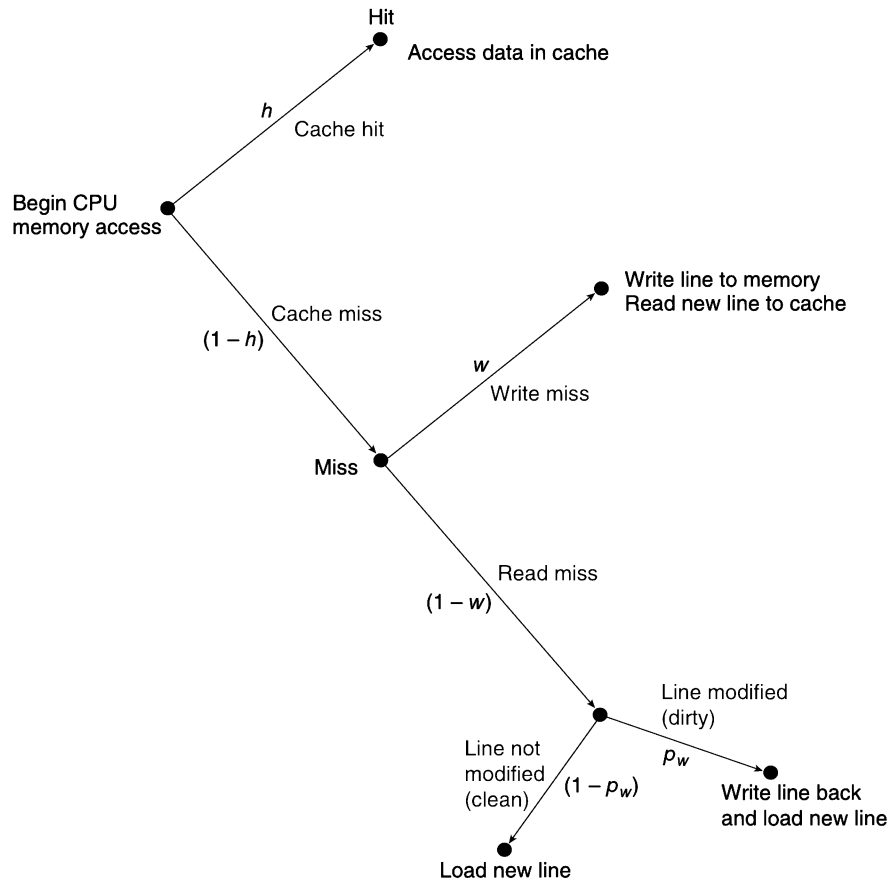 Hit
Access data in cache
h
Cache hit
Begin CPU
memory access
Cache miss
(1 – h)
Write line to memory
Read new line to cache
w
Write miss
Miss
Read miss
(1 – w)
Line modified
(dirty)
p_w
Line not
modified
(clean)
(1 – p_w)
Write line back
and load new line
Load new line